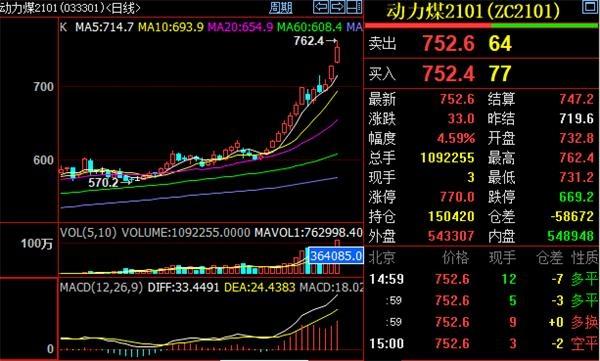 动力煤2101(033301)<日线>
周期
K MA5:714.7 MA10:693.9 MA20:654.9 MA60:608.4 MA
762.4
700
600
570.2
VOL(5,10) VOLUME:1092255.0000 MAVOL1:762998.40
100万
364085.0
MACD(12,26,9) DIFF:33.4491 DEA:24.4383 MACD:18.02
0
动力煤2101(ZC2101)
卖出 752.6 64
买入 752.4 77
最新 752.6 结算 747.2
涨跌 33.0 昨结 719.6
幅度 4.59% 开盘 732.8
总手 1092255 最高 762.4
现手 3 最低 731.2
涨停 770.0 跌停 669.2
持仓 150420 仓差 -58672
外盘 543307 内盘 548948
北京 价格 现手 仓差 性质
14:59 752.6 12 -7 多平
:59 752.6 5 -3 多平
:59 752.6 9 +0 多换
15:00 752.6 3 -2 空平